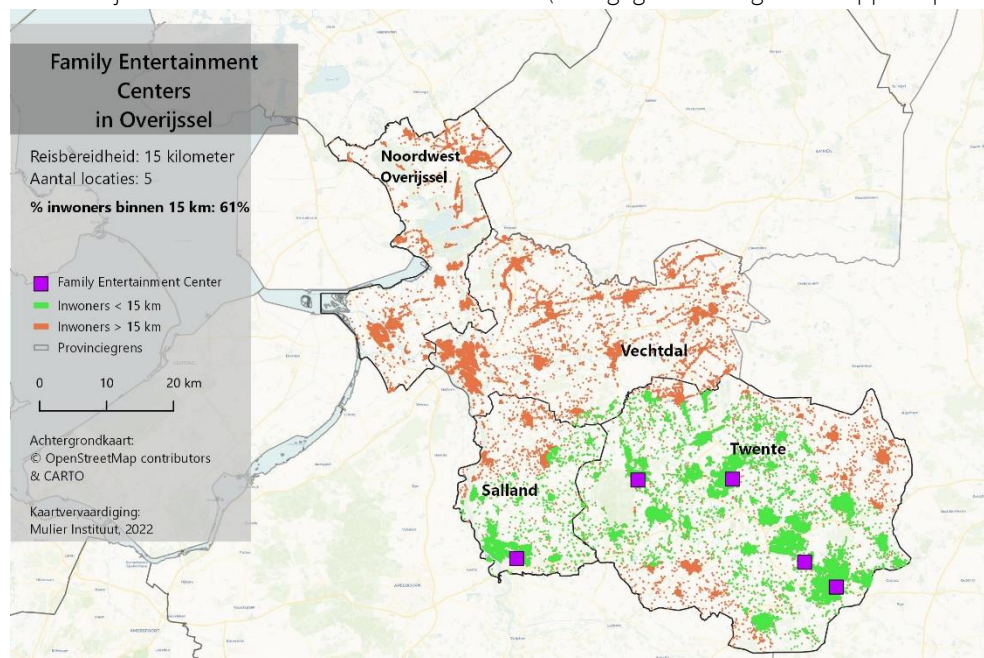 Family Entertainment
Centers
in Overijssel
Reisbereidheid: 15 kilometer
Aantal locaties: 5
% inwoners binnen 15 km: 61%
Family Entertainment Center
Inwoners < 15 km
Inwoners > 15 km
Provinciegrens
0 10 20 km
Achtergrondkaart:
© OpenStreetMap contributors
& CARTO
Kaartvervaardiging:
Mulier Instituut, 2022
Noordwest
Overijssel
Vechtdal
Twente
Salland